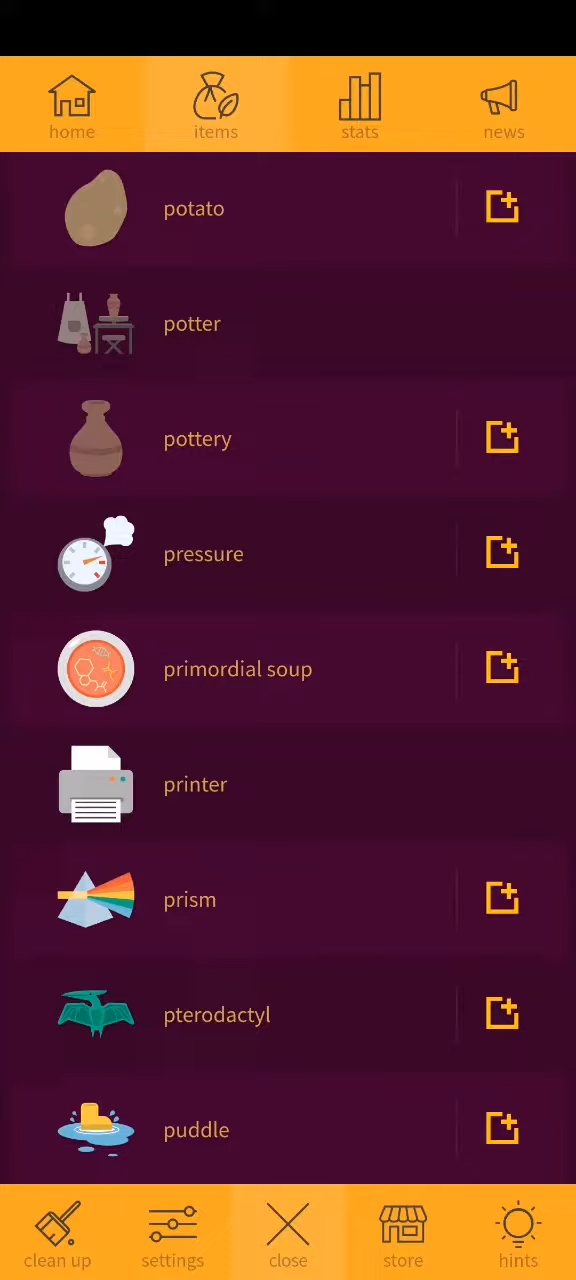 home
items
stats
news
potato
potter
pottery
pressure
primordial soup
printer
prism
pterodactyl
puddle
clean up
settings
close
store
hints